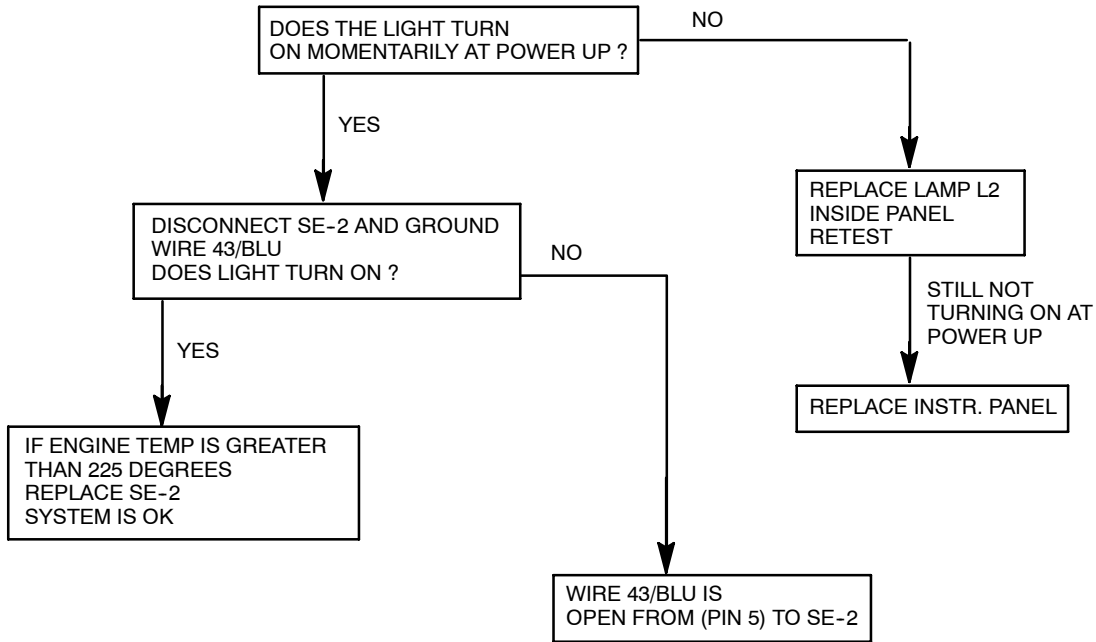 DOES THE LIGHT TURN
ON MOMENTARILY AT POWER UP ?
NO
YES
REPLACE LAMP L2
INSIDE PANEL
RETEST
DISCONNECT SE-2 AND GROUND
WIRE 43/BLU
DOES LIGHT TURN ON ?
NO
STILL NOT
TURNING ON AT
POWER UP
YES
REPLACE INSTR. PANEL
IF ENGINE TEMP IS GREATER
THAN 225 DEGREES
REPLACE SE-2
SYSTEM IS OK
WIRE 43/BLU IS
OPEN FROM (PIN 5) TO SE-2